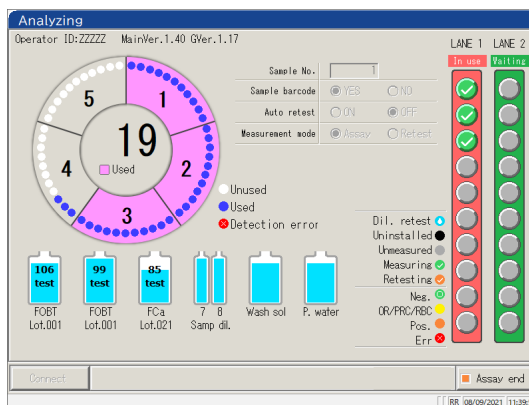 Analyzing
Operator ID:ZZZZZ MainVer.1.40 GVer.1.17
LANE 1 LANE 2
In use Waiting
Sample No. 1
Sample barcode YES NO
Auto retest ON OFF
Measurement mode Assay Retest
5 1
19
Used
4 2
3
Unused
Used
Detection error
Dil. retest
Uninstalled
Unmeasured
Measuring
Retesting
Neg.
OR/PRC/RBC
Pos.
Err
106 test
99 test
85 test
FOBT FOBT FCa 7 8 Wash sol P. water
Lot.001 Lot.001 Lot.021 Samp dil.
Connect Assay end
RR 08/09/2021 11:39